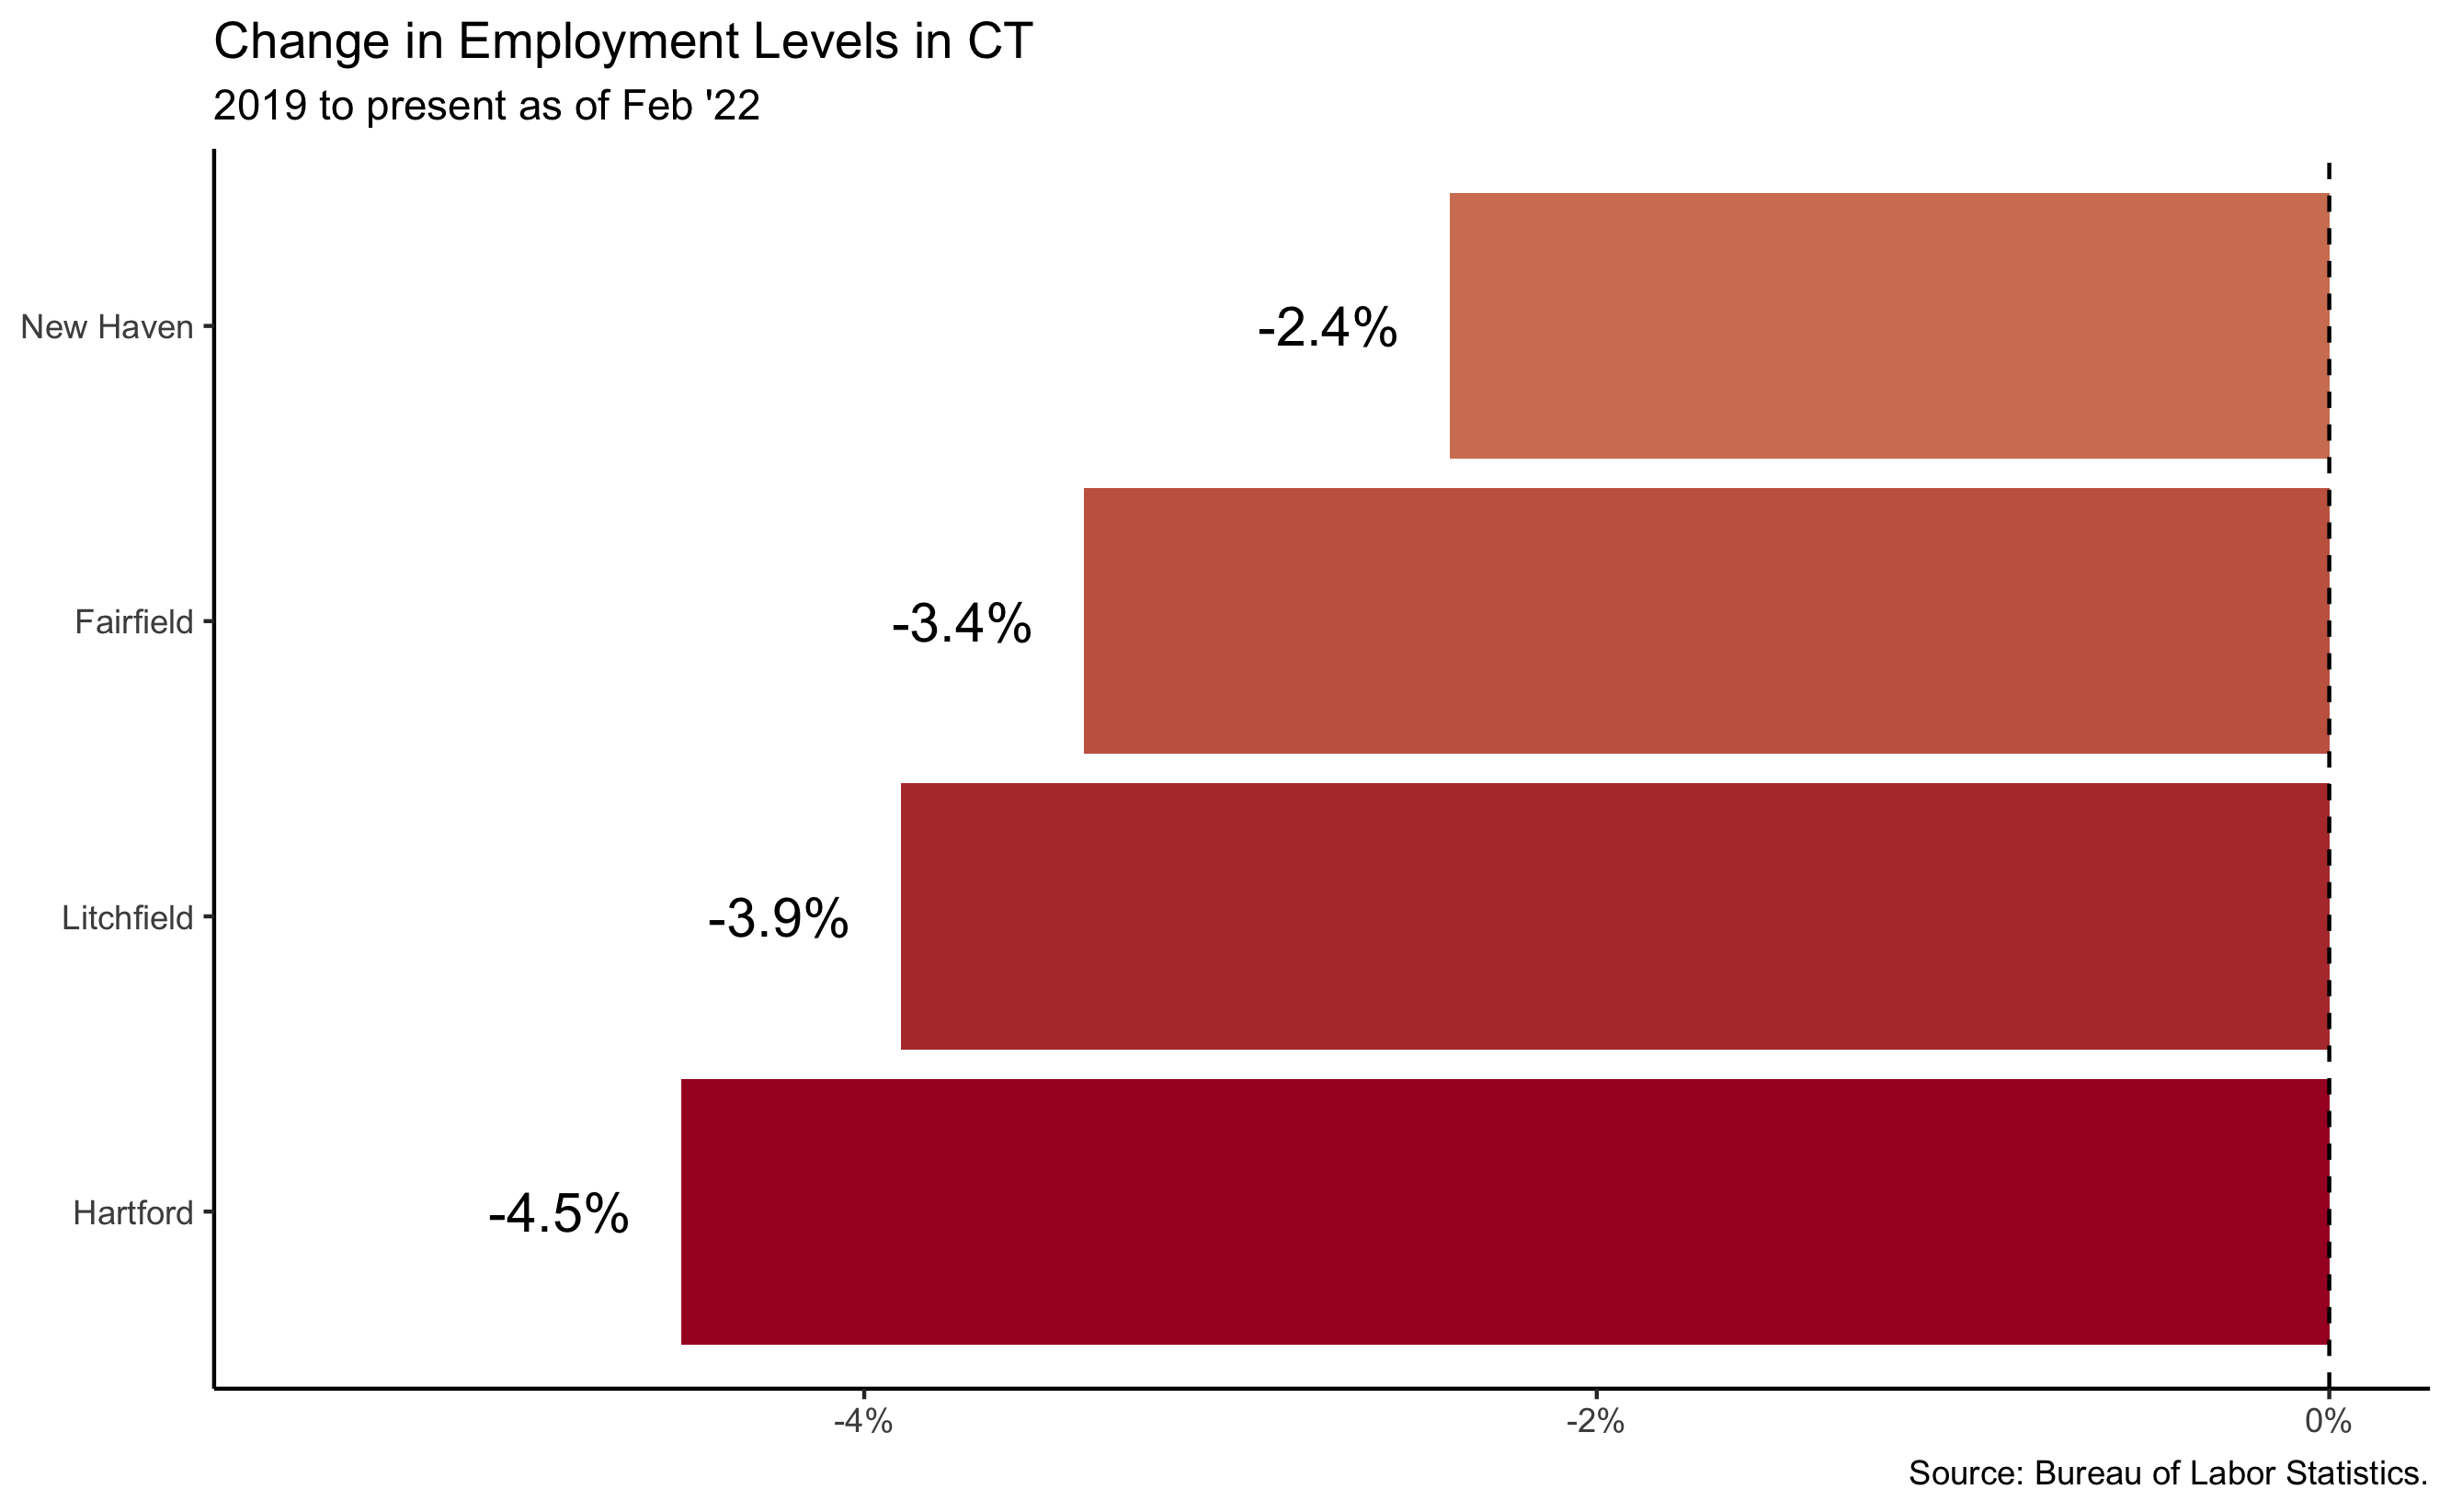 Change in Employment Levels in CT
2019 to present as of Feb '22
New Haven
-2.4%
Fairfield
-3.4%
Litchfield
-3.9%
Hartford
-4.5%
-4%
-2%
0%
Source: Bureau of Labor Statistics.